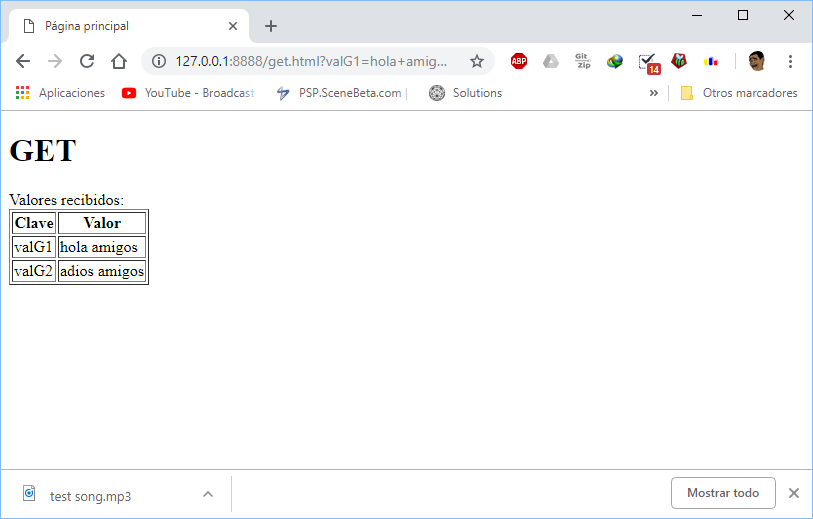 Página principal
127.0.0.1:8888/get.html?valG1=hola+amig...
ABP
Git Zip
14
Aplicaciones YouTube - Broadcast PSP.SceneBeta.com | Solutions » Otros marcadores
GET
Valores recibidos:
Clave Valor
valG1 hola amigos
valG2 adios amigos
test song.mp3 Mostrar todo